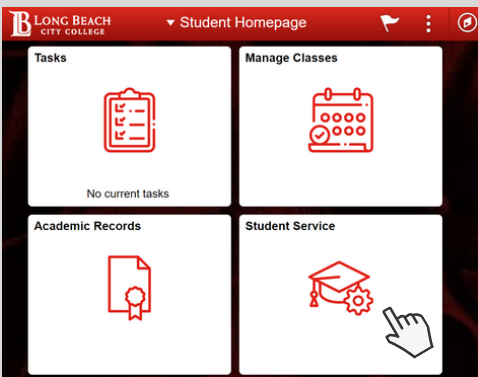 LONG BEACH
CITY COLLEGE
Student Homepage
Tasks
Manage Classes
No current tasks
Academic Records
Student Service